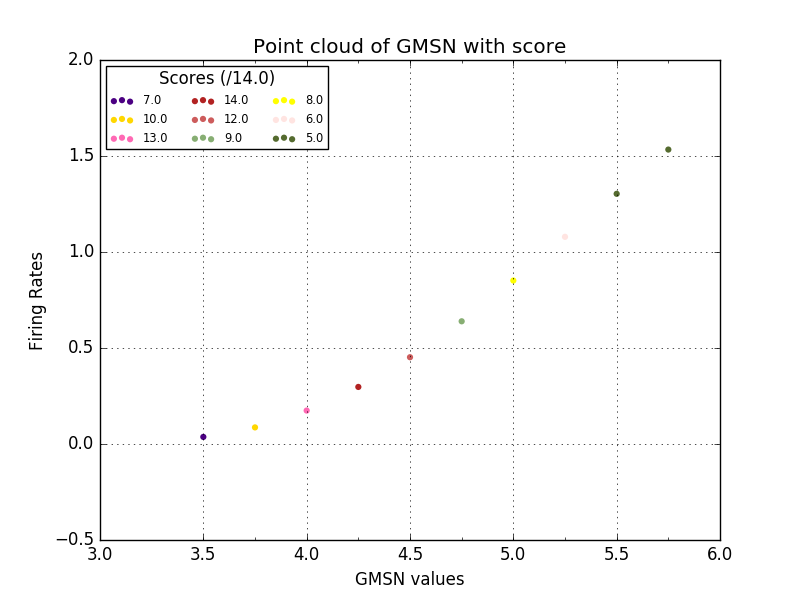 Point cloud of GMSN with score
2.0
Scores (/14.0)
7.0 14.0 8.0
10.0 12.0 6.0
13.0 9.0 5.0
1.5
1.0
Firing Rates
0.5
0.0
−0.5
3.0 3.5 4.0 4.5 5.0 5.5 6.0
GMSN values